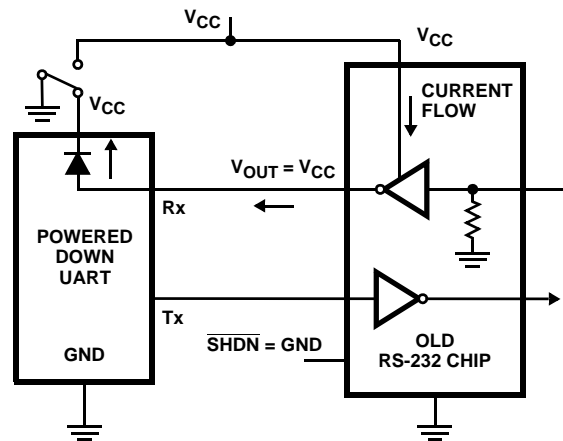 VCC
VCC
VCC
CURRENT
FLOW
VOUT = VCC
Rx
POWERED
DOWN
UART
Tx
GND
SHDN = GND
OLD
RS-232 CHIP